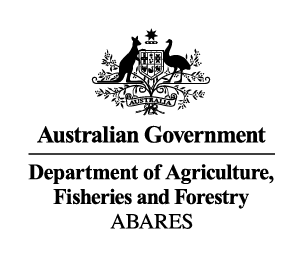 AUSTRALIA
Australian Government
Department of Agriculture,
Fisheries and Forestry
ABARES